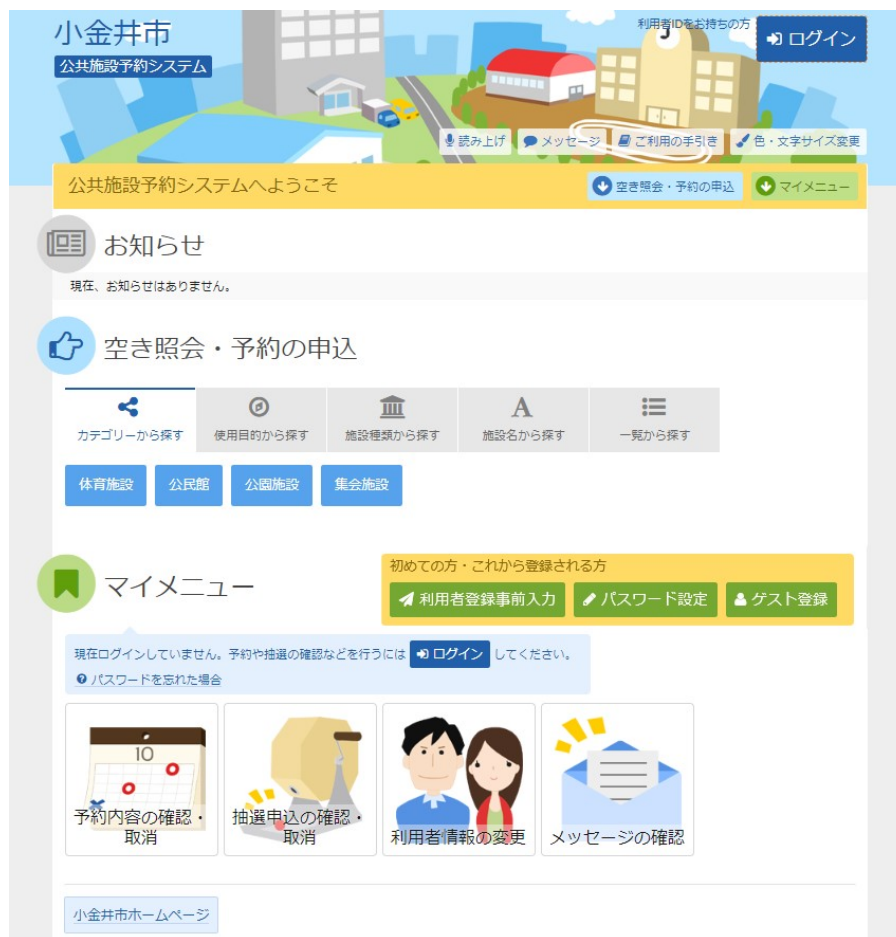 小金井市
公共施設予約システム
利用者IDをお持ちの方
ログイン
読み上げ メッセージ ご利用の手引き 色・文字サイズ変更
公共施設予約システムへようこそ
空き照会・予約の申込 マイメニュー
お知らせ
現在、お知らせはありません。
空き照会・予約の申込
カテゴリーから探す 使用目的から探す 施設種類から探す 施設名から探す 一覧から探す
体育施設 公民館 公園施設 集会施設
マイメニュー
初めての方・これから登録される方
利用者登録事前入力 パスワード設定 ゲスト登録
現在ログインしていません。予約や抽選の確認などを行うには ログイン してください。
パスワードを忘れた場合
10
予約内容の確認・
取消
抽選申込の確認・
取消
利用者情報の変更
メッセージの確認
小金井市ホームページ